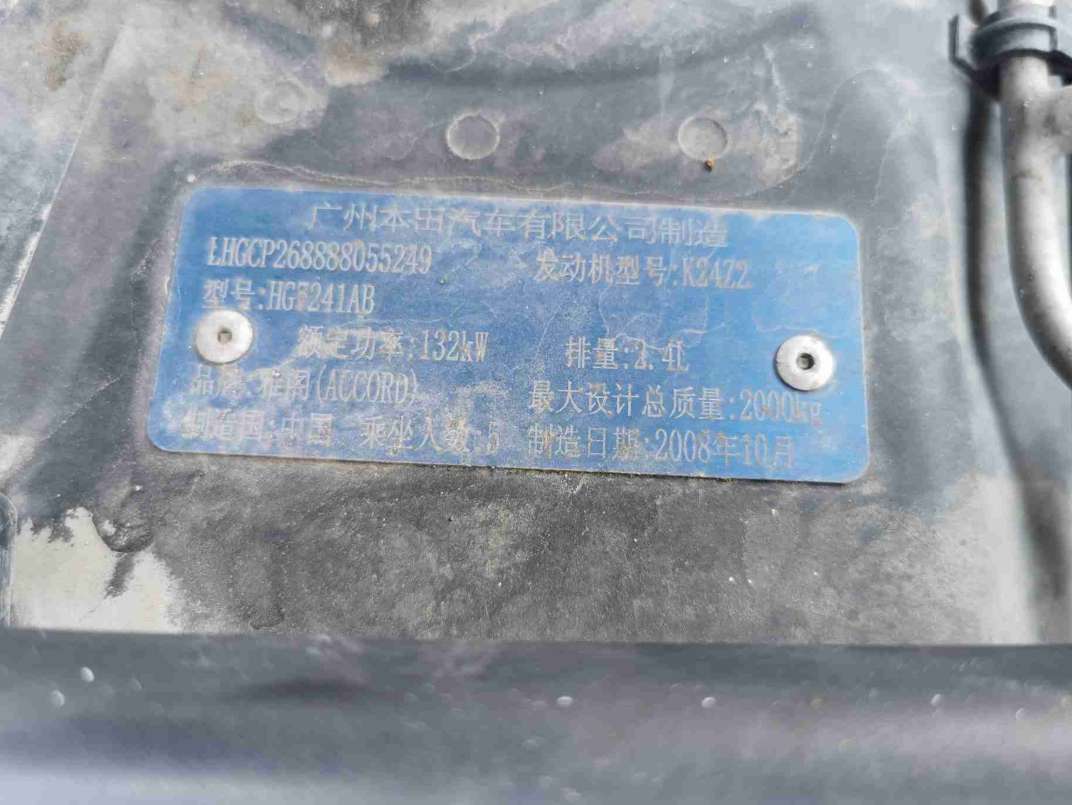 广州本田汽车有限公司制造
LHGCP268888055249 发动机型号:K24Z2
型号:HG7241AB
额定功率:132kW 排量:2.4L
品牌:雅阁(ACCORD) 最大设计总质量:2000kg
制造国:中国 乘坐人数:5 制造日期:2008年10月